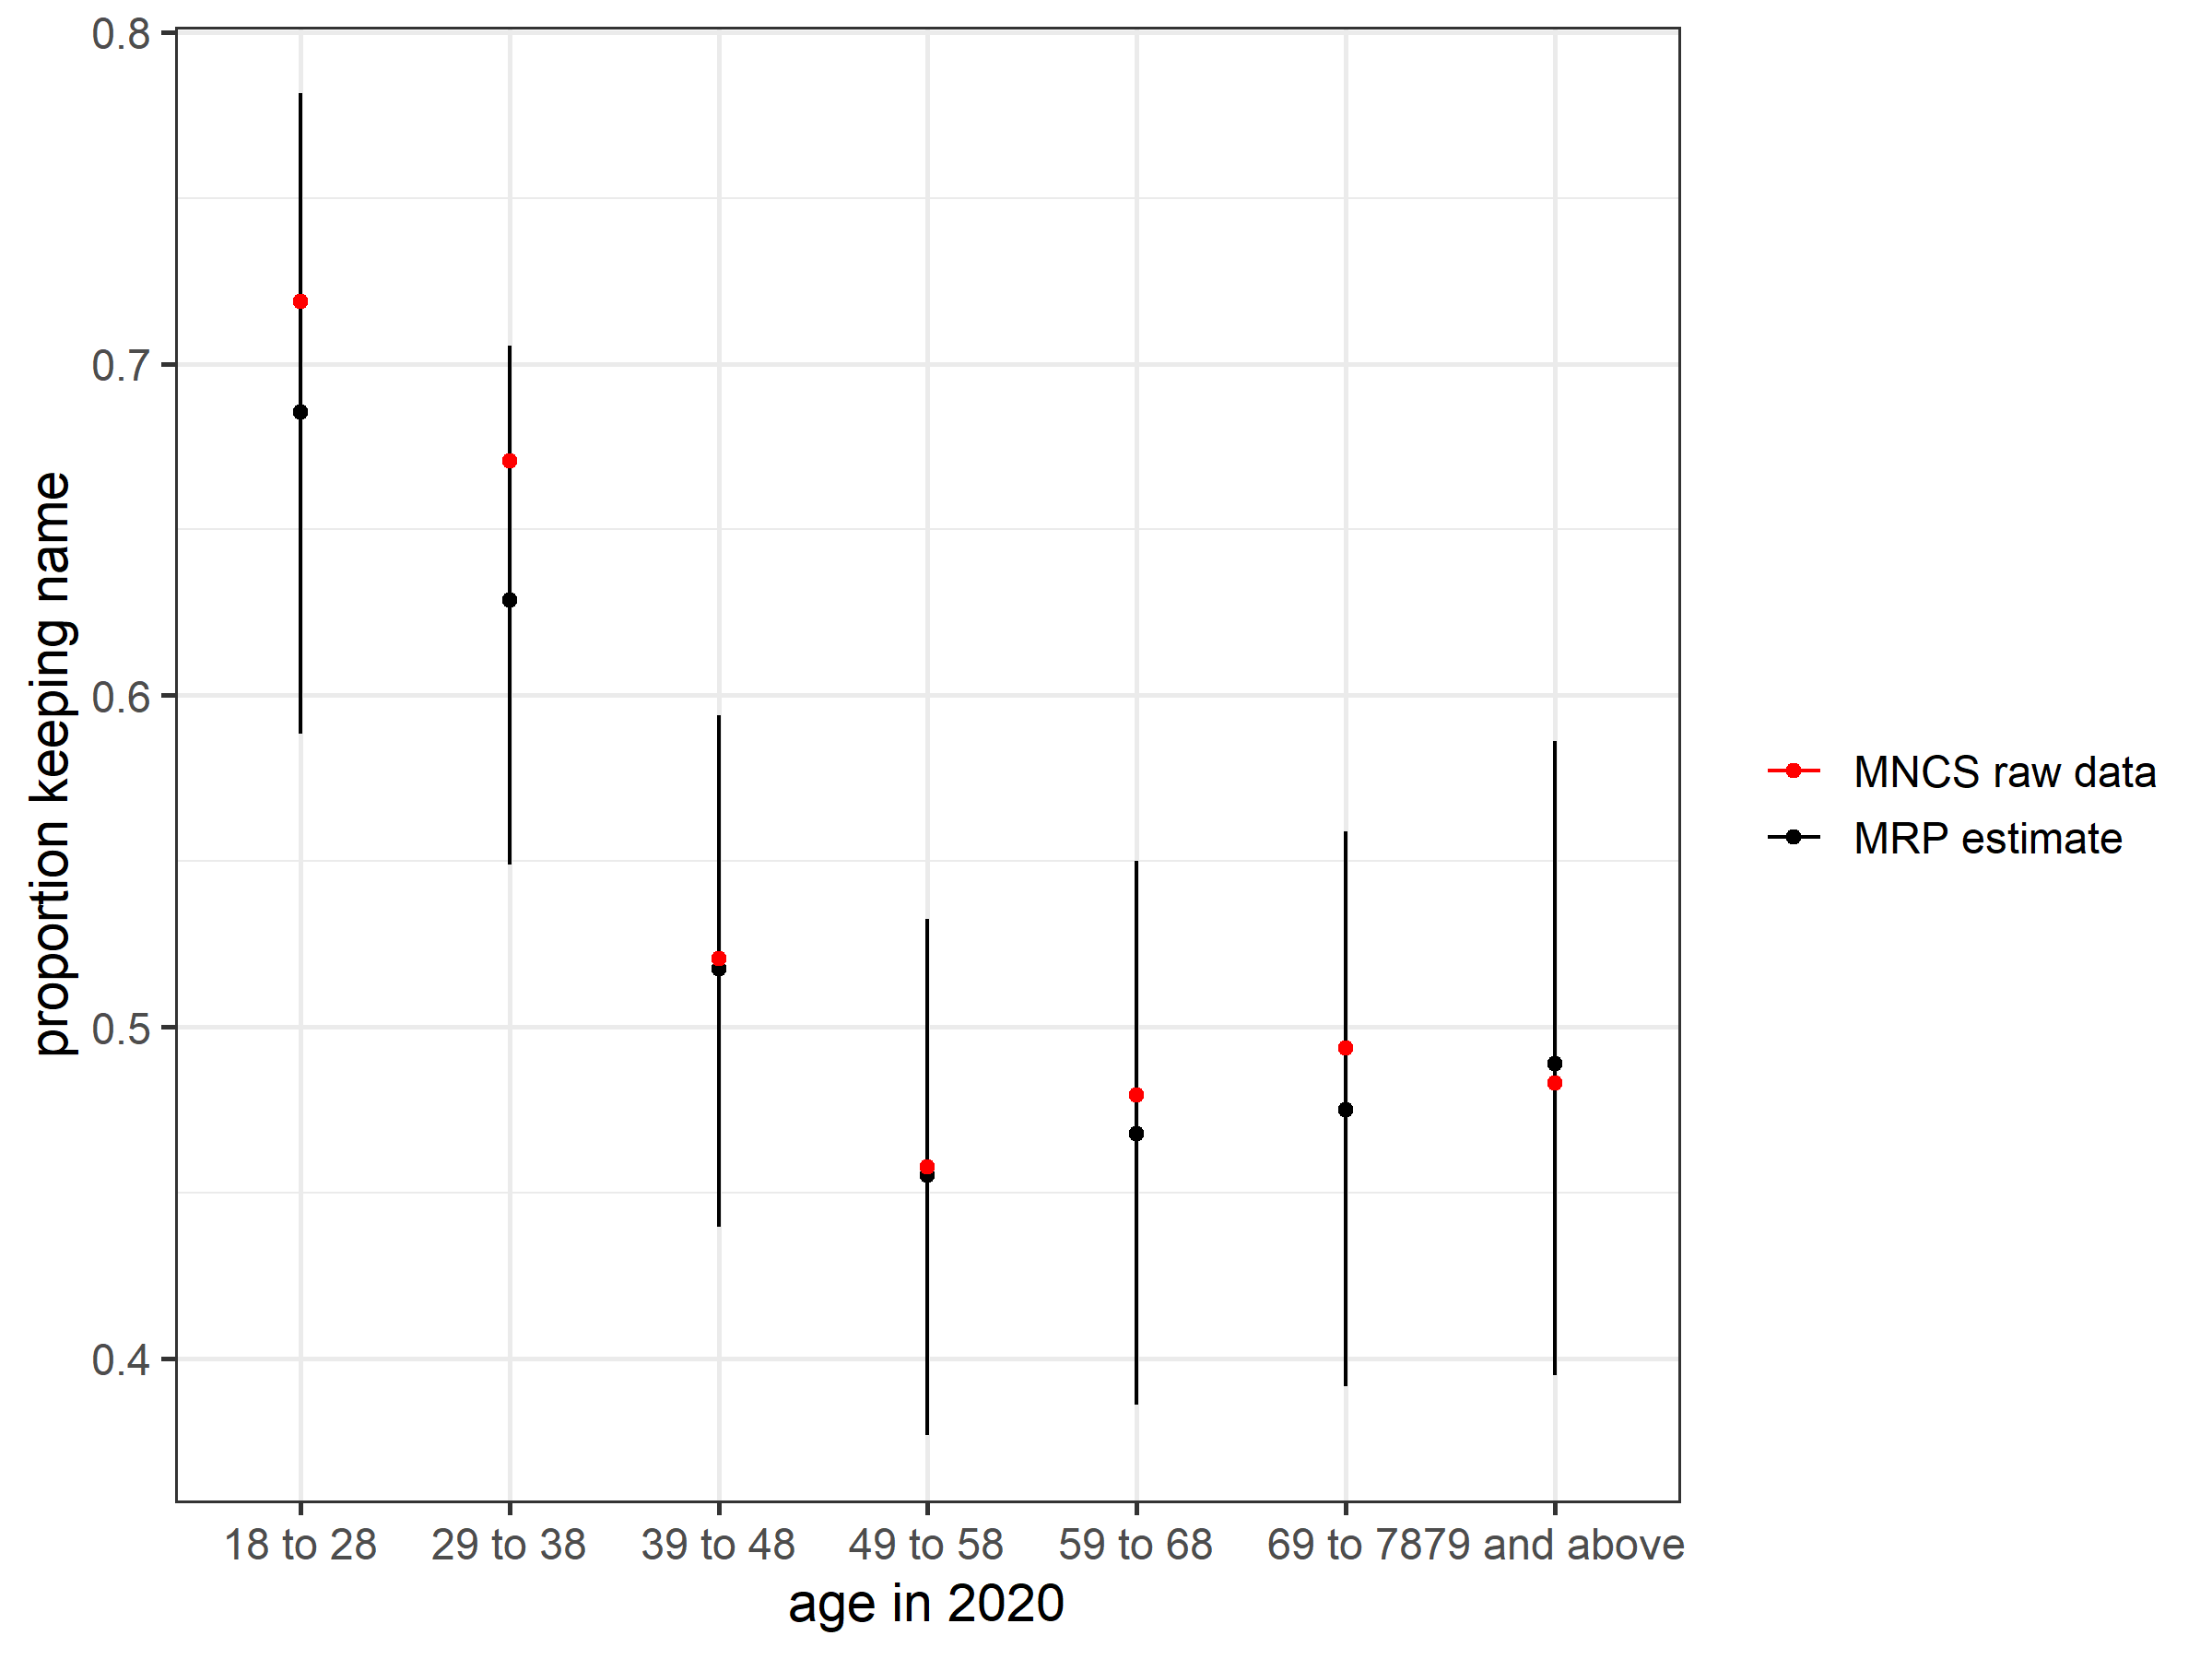 proportion keeping name
0.8
0.7
0.6
0.5
0.4
18 to 28 29 to 38 39 to 48 49 to 58 59 to 68 69 to 78 79 and above
age in 2020
MNCS raw data
MRP estimate